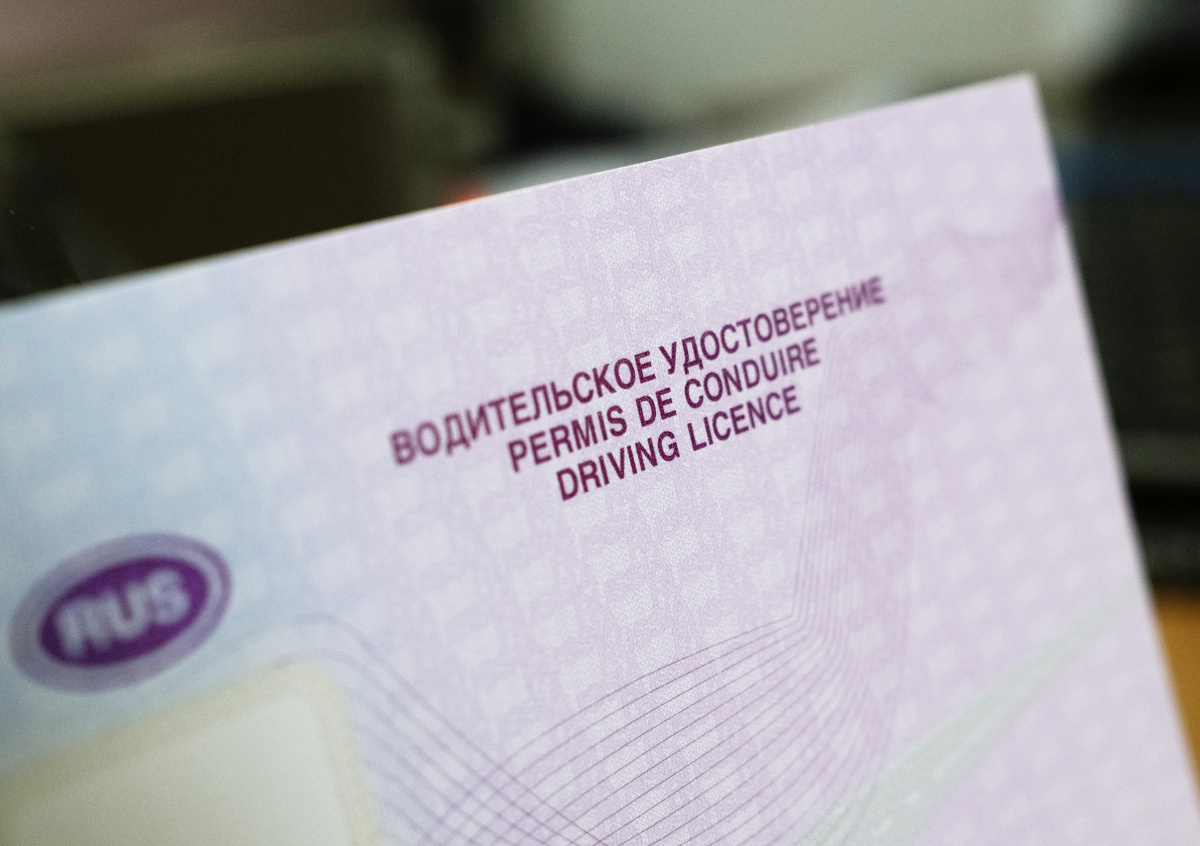 ВОДИТЕЛЬСКОЕ УДОСТОВЕРЕНИЕ
PERMIS DE CONDUIRE
DRIVING LICENCE
RUS